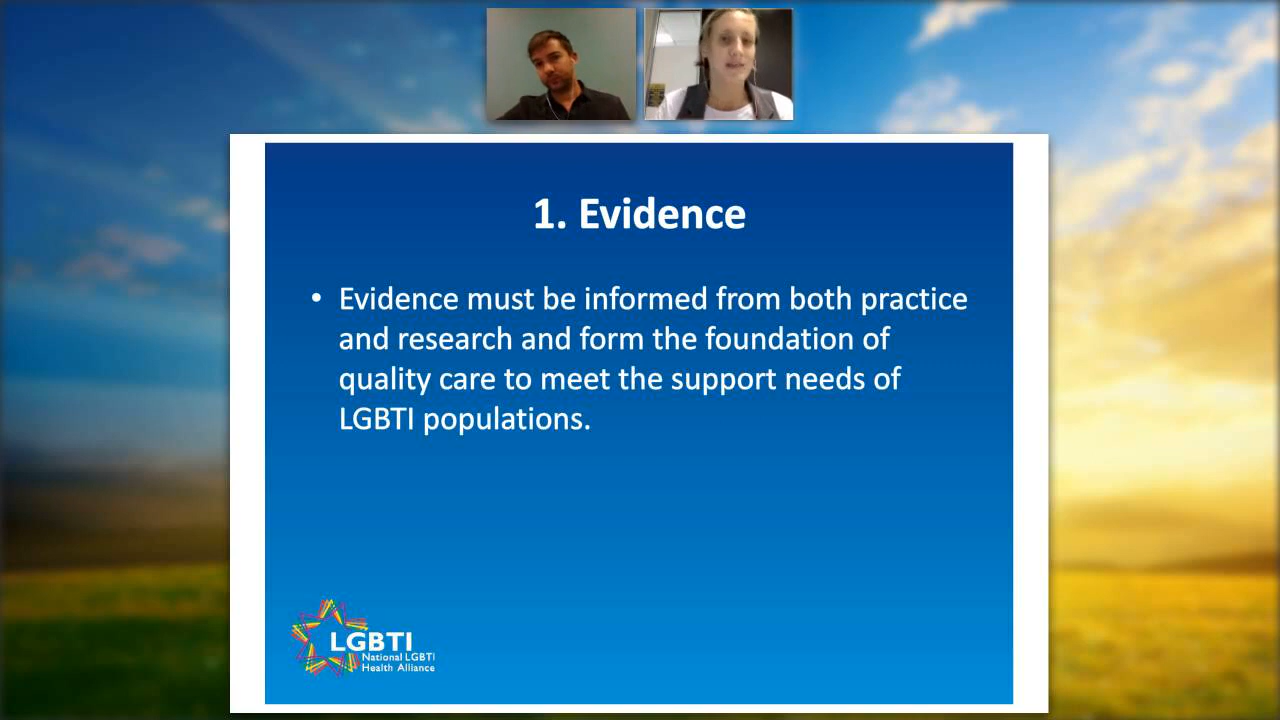 1. Evidence
• Evidence must be informed from both practice
and research and form the foundation of
quality care to meet the support needs of
LGBTI populations.
LGBTI
National LGBTI
Health Alliance